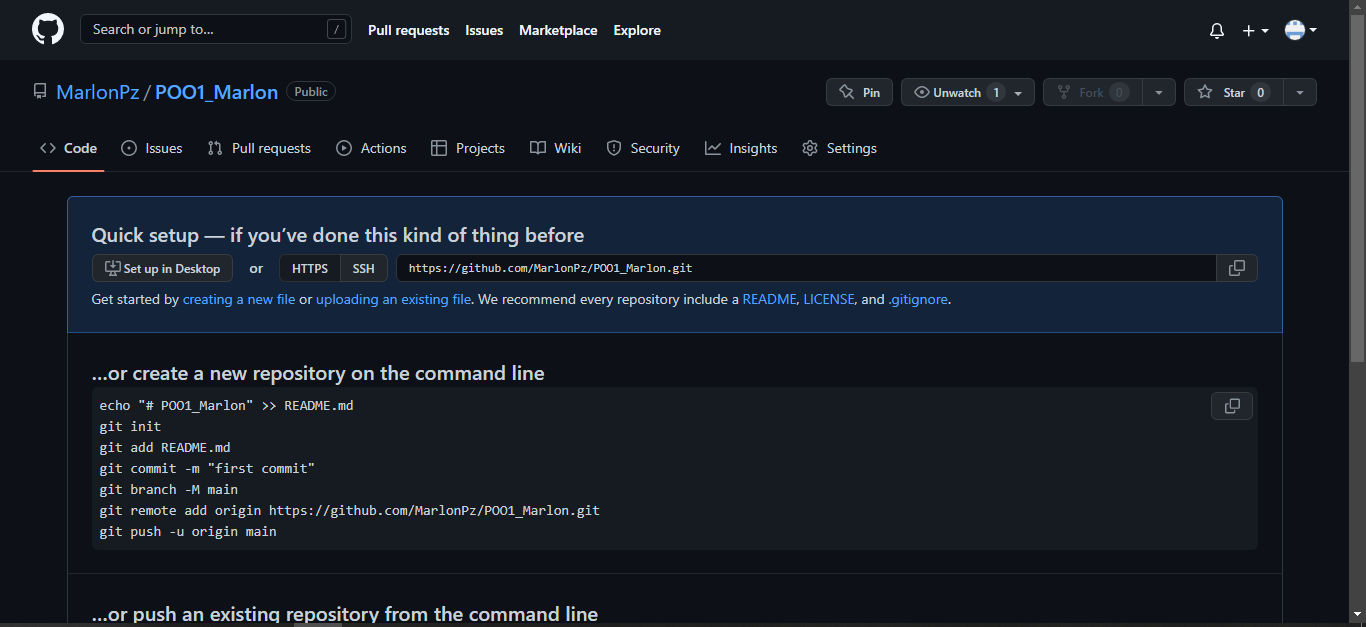 Search or jump to... /
Pull requests Issues Marketplace Explore
MarlonPz / POO1_Marlon Public
Pin Unwatch 1 Fork 0 Star 0
Code Issues Pull requests Actions Projects Wiki Security Insights Settings
Quick setup — if you’ve done this kind of thing before
Set up in Desktop or HTTPS SSH https://github.com/MarlonPz/POO1_Marlon.git
Get started by creating a new file or uploading an existing file. We recommend every repository include a README, LICENSE, and .gitignore.
…or create a new repository on the command line
echo "# POO1_Marlon" >> README.md
git init
git add README.md
git commit -m "first commit"
git branch -M main
git remote add origin https://github.com/MarlonPz/POO1_Marlon.git
git push -u origin main
…or push an existing repository from the command line